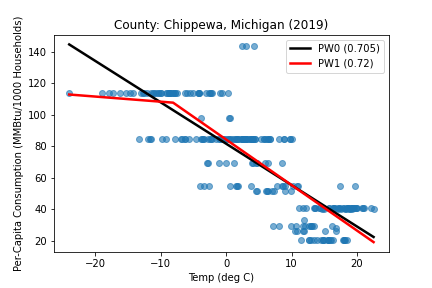 County: Chippewa, Michigan (2019)
PW0 (0.705)
PW1 (0.72)
Per-Capita Consumption (MMBtu/1000 Households)
140
120
100
80
60
40
20
−20 −10 0 10 20
Temp (deg C)